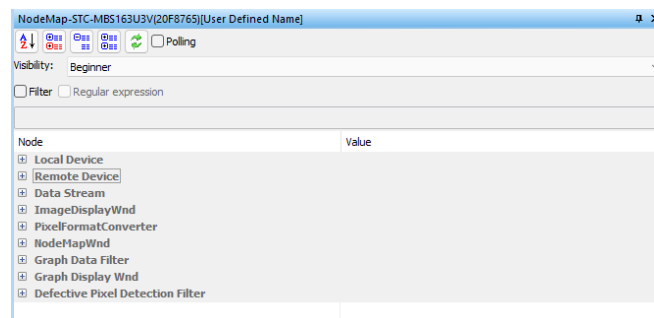 NodeMap-STC-MBS163U3V(20F8765)[User Defined Name]
Polling
Visibility: Beginner
Filter Regular expression
Node Value
Local Device
Remote Device
Data Stream
ImageDisplayWnd
PixelFormatConverter
NodeMapWnd
Graph Data Filter
Graph Display Wnd
Defective Pixel Detection Filter